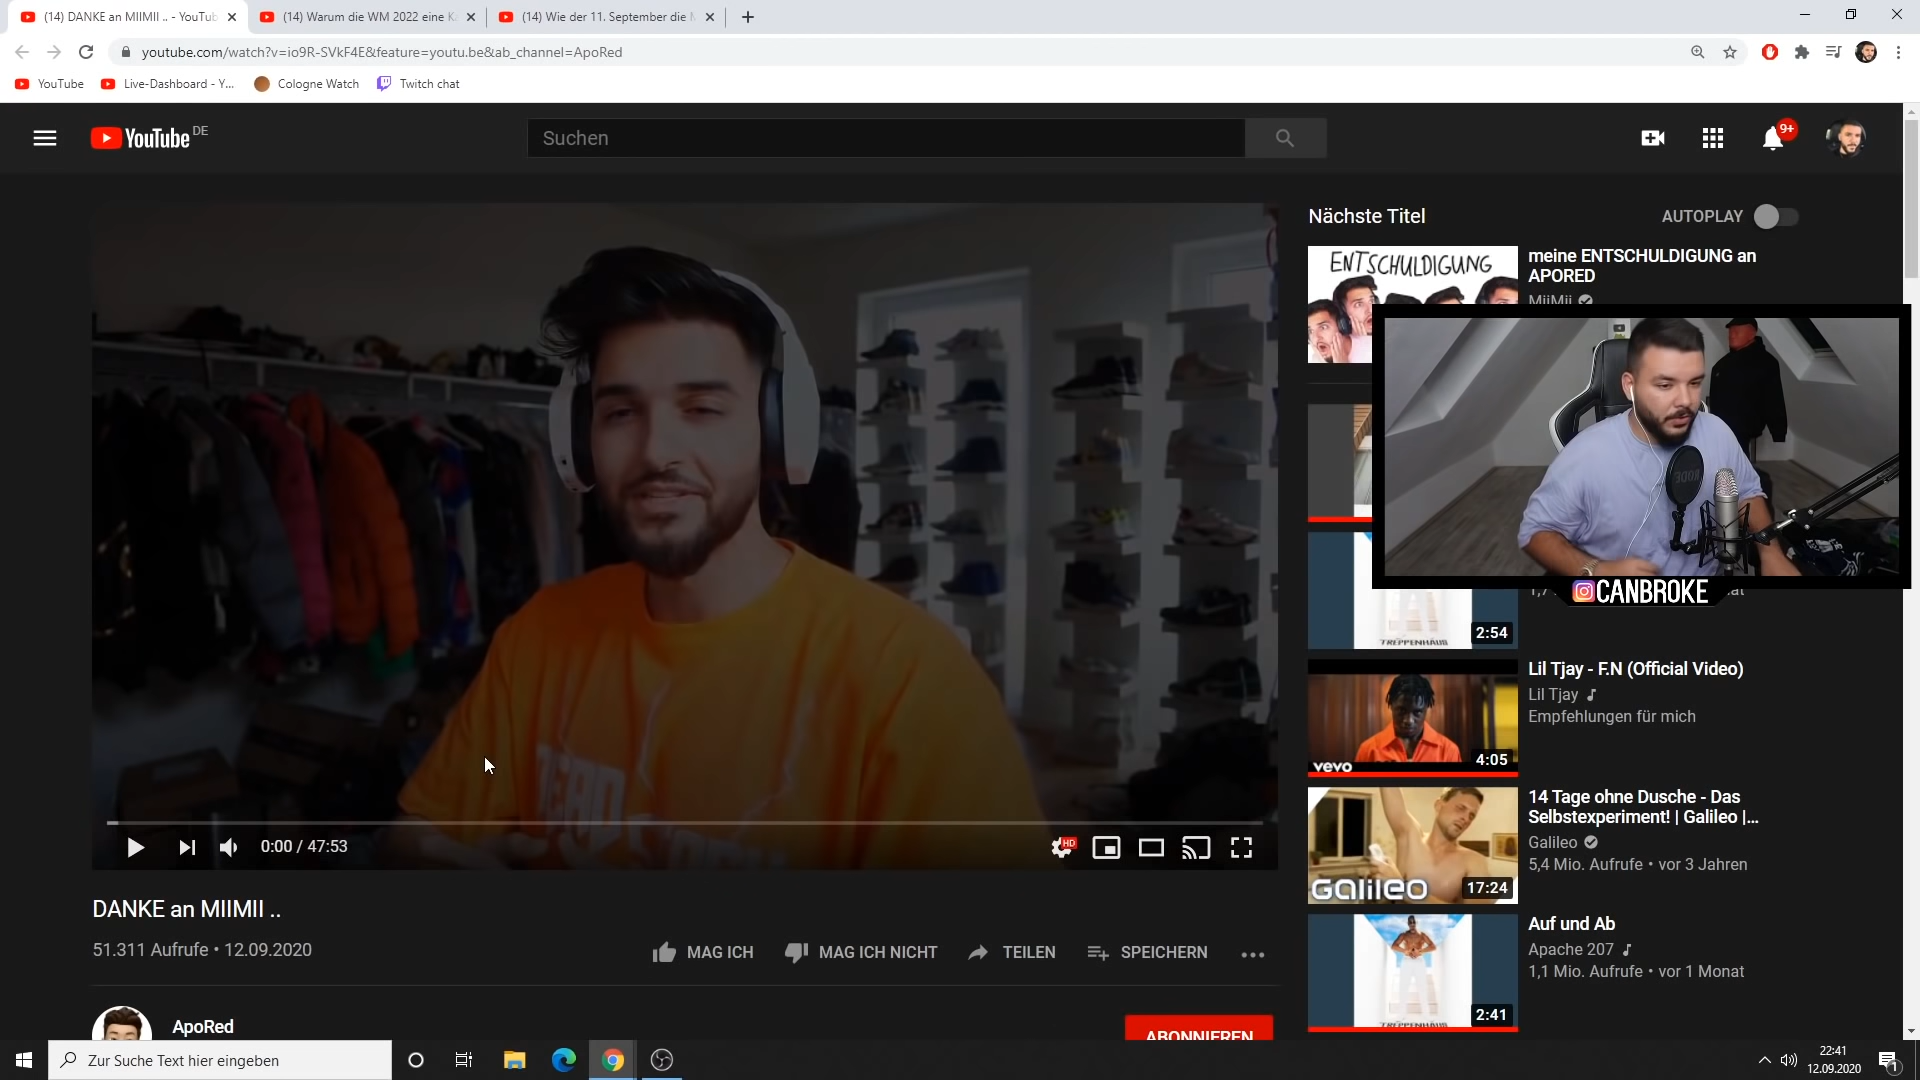 (14) DANKE an MIIMII .. - YouTub
(14) Warum die WM 2022 eine K
(14) Wie der 11. September die
youtube.com/watch?v=io9R-SVkF4E&feature=youtu.be&ab_channel=ApoRed
YouTube
Live-Dashboard - Y...
Cologne Watch
Twitch chat
YouTube DE
Suchen
9+
Nächste Titel
AUTOPLAY
ENTSCHULDIGUNG
meine ENTSCHULDIGUNG an
APORED
MiiMii
CANBROKE
TREPPENHAUS
2:54
Lil Tjay - F.N (Official Video)
Lil Tjay
Empfehlungen für mich
vevo
4:05
14 Tage ohne Dusche - Das
Selbstexperiment! | Galileo |...
Galileo
5,4 Mio. Aufrufe • vor 3 Jahren
GALILEO
17:24
Auf und Ab
Apache 207
1,1 Mio. Aufrufe • vor 1 Monat
TREPPENHAUS
2:41
0:00 / 47:53
HD
DANKE an MIIMII ..
51.311 Aufrufe • 12.09.2020
MAG ICH
MAG ICH NICHT
TEILEN
SPEICHERN
ApoRed
ABONNIEREN
Zur Suche Text hier eingeben
22:41
12.09.2020
1